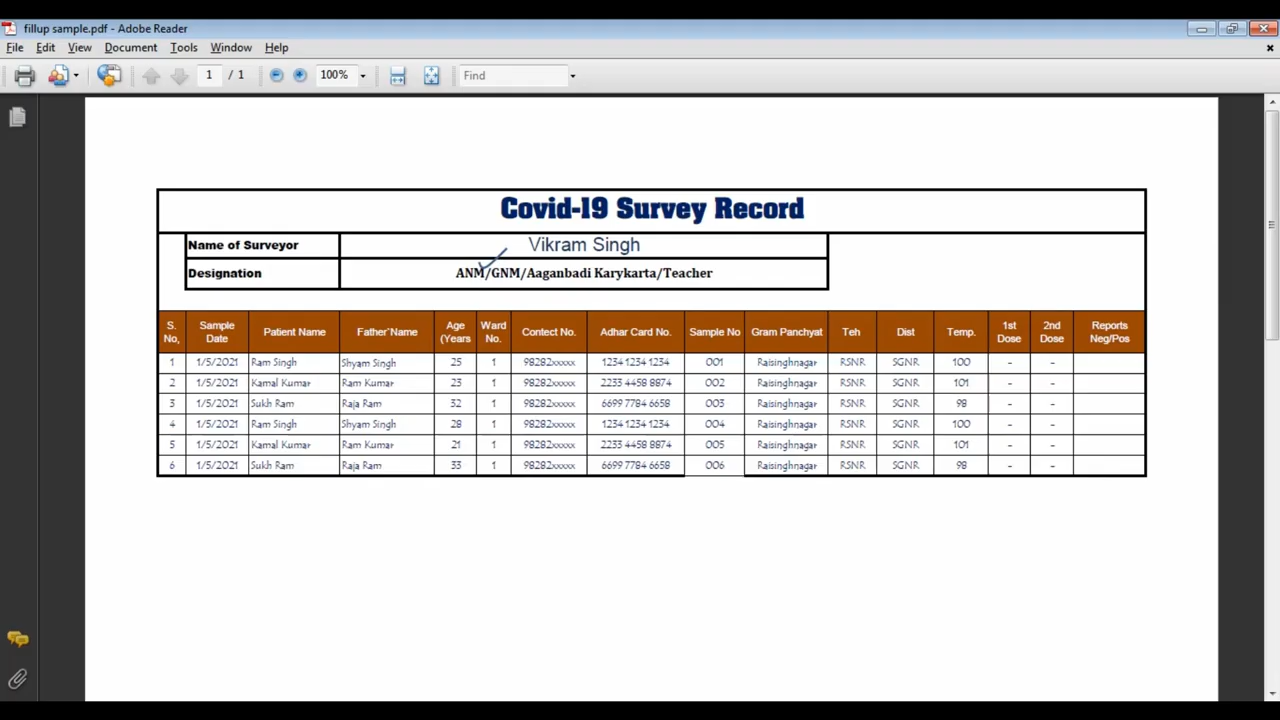 fillup sample.pdf - Adobe Reader
File Edit View Document Tools Window Help
1 / 1 100% Find
Covid-19 Survey Record
Name of Surveyor Vikram Singh
Designation ANM/GNM/Aaganbadi Karykarta/Teacher
S. No, Sample Date Patient Name Father'Name Age (Years Ward No. Contect No. Adhar Card No. Sample No Gram Panchyat Teh Dist Temp. 1st Dose 2nd Dose Reports Neg/Pos
1 1/5/2021 Ram Singh Shyam Singh 25 1 98282xxxxx 1234 1234 1234 001 Raisinghnagar RSNR SGNR 100 - -
2 1/5/2021 Kamal Kumar Ram Kumar 23 1 98282xxxxx 2233 4458 8874 002 Raisinghnagar RSNR SGNR 101 - -
3 1/5/2021 Sukh Ram Raja Ram 32 1 98282xxxxx 6699 7784 6658 003 Raisinghnagar RSNR SGNR 98 - -
4 1/5/2021 Ram Singh Shyam Singh 28 1 98282xxxxx 1234 1234 1234 004 Raisinghnagar RSNR SGNR 100 - -
5 1/5/2021 Kamal Kumar Ram Kumar 21 1 98282xxxxx 2233 4458 8874 005 Raisinghnagar RSNR SGNR 101 - -
6 1/5/2021 Sukh Ram Raja Ram 33 1 98282xxxxx 6699 7784 6658 006 Raisinghnagar RSNR SGNR 98 - -